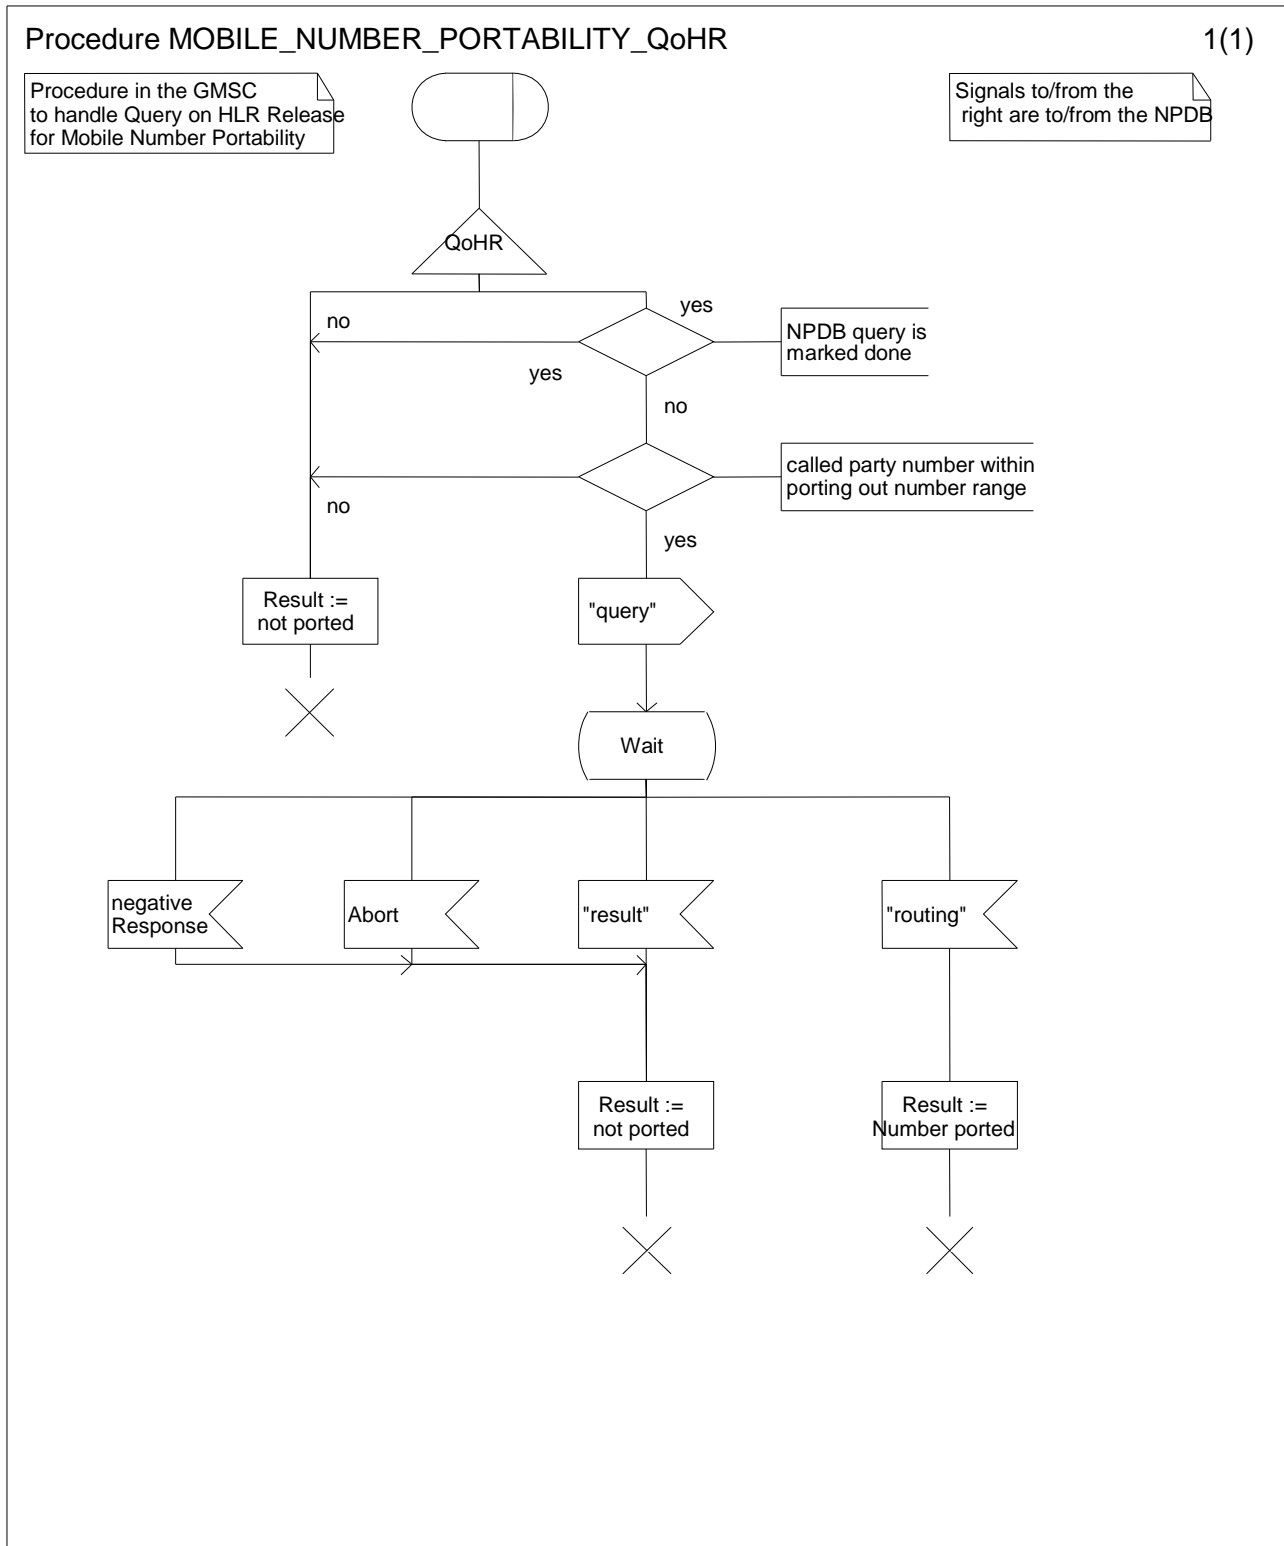 Procedure MOBILE_NUMBER_PORTABILITY_QoHR
1(1)
Procedure in the GMSC
to handle Query on HLR Release
for Mobile Number Portability
Signals to/from the
right are to/from the NPDB
QoHR
no
yes
NPDB query is
marked done
yes
no
called party number within
porting out number range
no
yes
Result :=
not ported
"query"
Wait
negative
Response
Abort
"result"
"routing"
Result :=
not ported
Result :=
Number ported